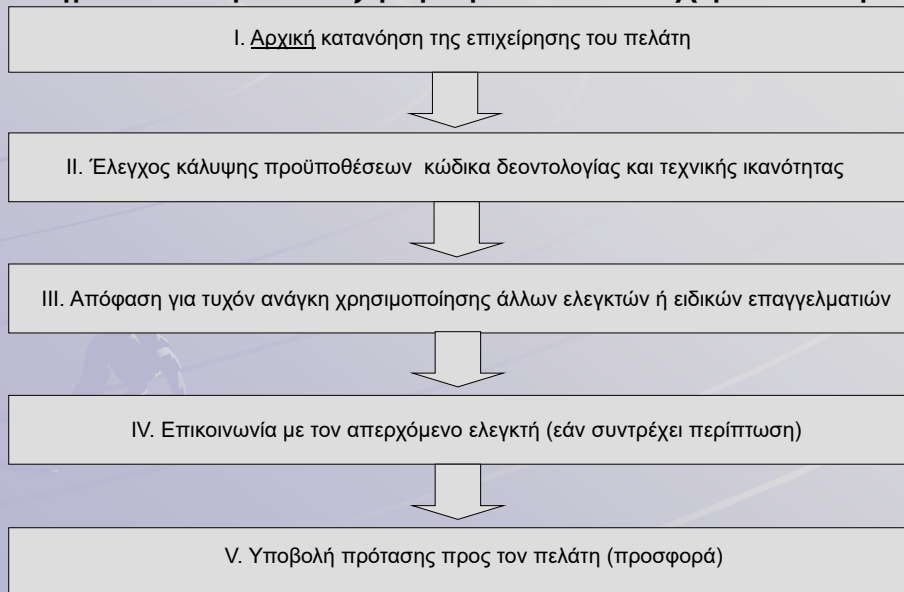 I. Αρχική κατανόηση της επιχείρησης του πελάτη
II. Έλεγχος κάλυψης προϋποθέσεων κώδικα δεοντολογίας και τεχνικής ικανότητας
III. Απόφαση για τυχόν ανάγκη χρησιμοποίησης άλλων ελεγκτών ή ειδικών επαγγελματιών
IV. Επικοινωνία με τον απερχόμενο ελεγκτή (εάν συντρέχει περίπτωση)
V. Υποβολή πρότασης προς τον πελάτη (προσφορά)